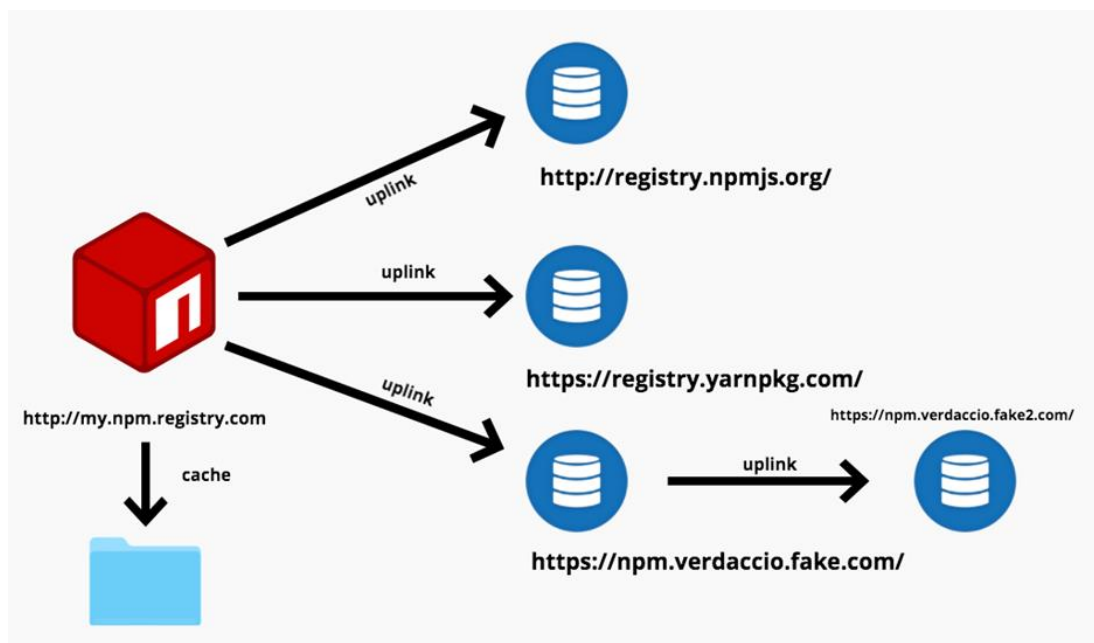 http://registry.npmjs.org/
uplink
uplink
https://registry.yarnpkg.com/
uplink
http://my.npm.registry.com
https://npm.verdaccio.fake2.com/
cache
uplink
https://npm.verdaccio.fake.com/